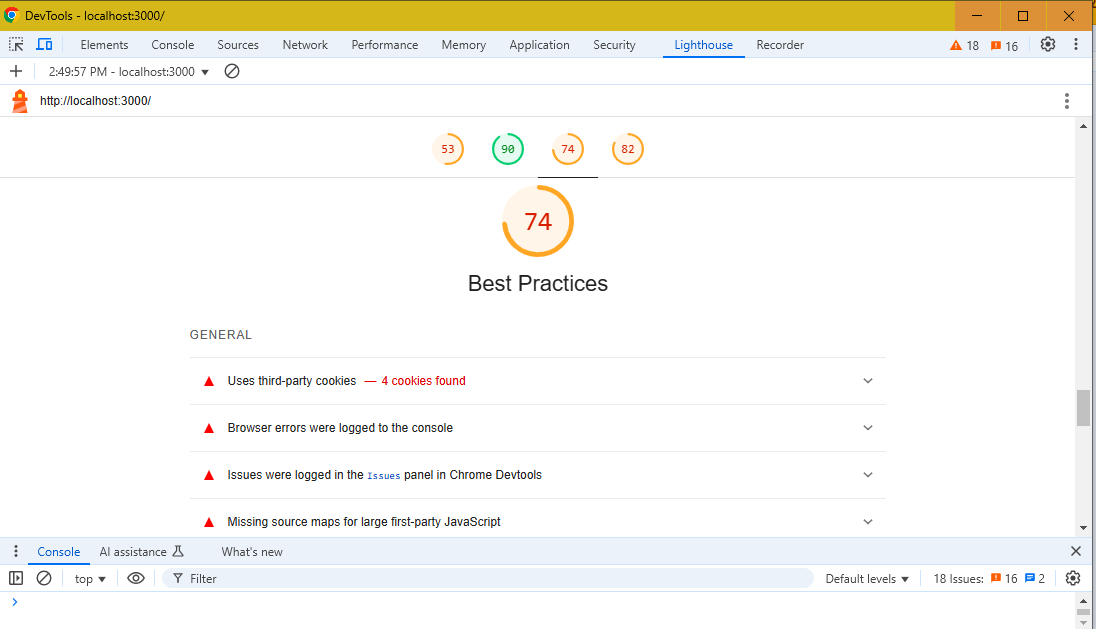 DevTools - localhost:3000/
Elements Console Sources Network Performance Memory Application Security Lighthouse Recorder 18 16
2:49:57 PM - localhost:3000
http://localhost:3000/
53 90 74 82
74
Best Practices
GENERAL
Uses third-party cookies — 4 cookies found
Browser errors were logged to the console
Issues were logged in the Issues panel in Chrome Devtools
Missing source maps for large first-party JavaScript
Console AI assistance What's new
top Filter Default levels 18 Issues: 16 2